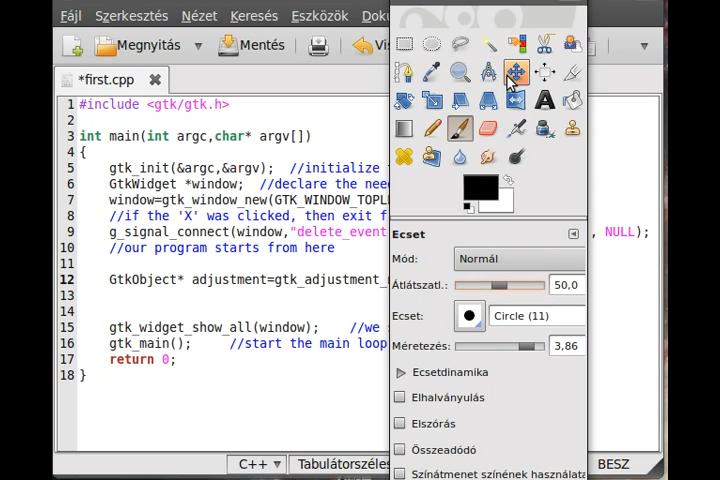 Fájl Szerkesztés Nézet Keresés Eszközök
Megnyitás Mentés
*first.cpp
1 #include <gtk/gtk.h>
2
3 int main(int argc,char* argv[])
4 {
5 gtk_init(&argc,&argv); //initialize
6 GtkWidget *window; //declare the
7 window=gtk_window_new(GTK_WINDOW_TOPL
8 //if the 'X' was clicked, then exit
9 g_signal_connect(window,"delete_event , NULL);
10 //our program starts from here
11
12 GtkObject* adjustment=gtk_adjustment_
13
14
15 gtk_widget_show_all(window); //we
16 gtk_main(); //start the main loop
17 return 0;
18 }
C++ BESZ
Ecset
Mód: Normál
Átlátszatl.: 50,0
Ecset: Circle (11)
Méretezés: 3,86
Ecsetdinamika
Elhalványulás
Elszórás
Összeadódó
Színátmenet színének használata